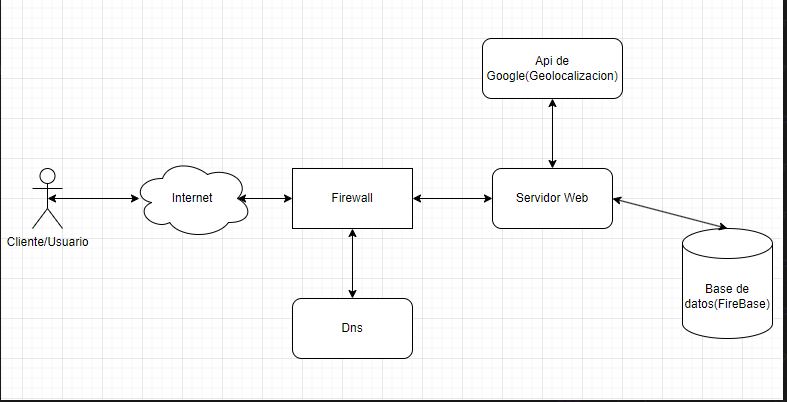 Api de
Google(Geolocalizacion)
Internet
Firewall
Servidor Web
Cliente/Usuario
Base de
datos(FireBase)
Dns